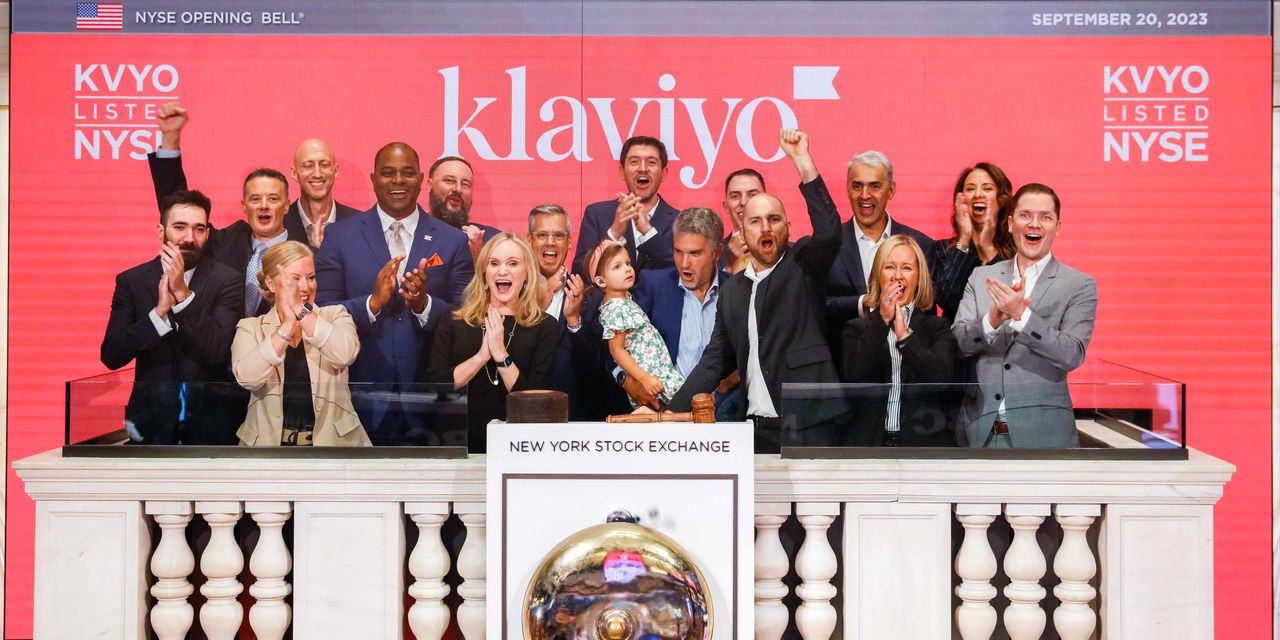 NYSE OPENING BELL®
SEPTEMBER 20, 2023
KVYO
LISTED
NYSE
klaviyo
KVYO
LISTED
NYSE
NEW YORK STOCK EXCHANGE